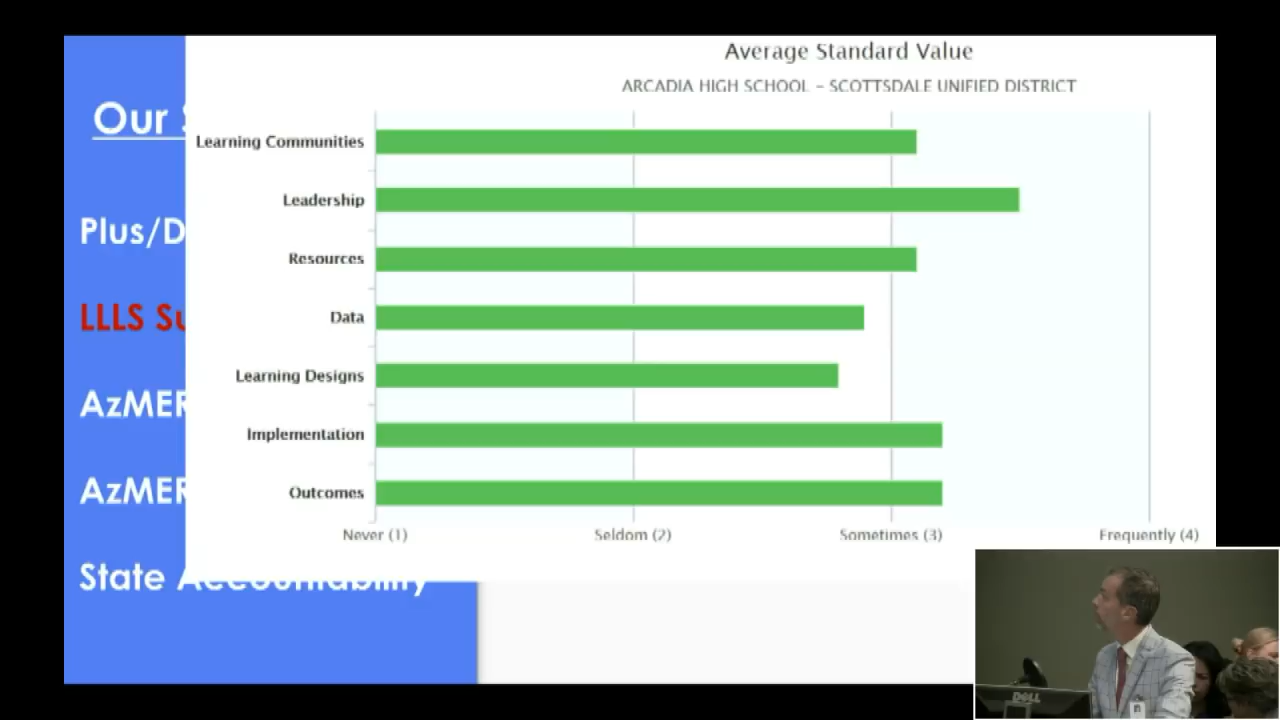 Average Standard Value
ARCADIA HIGH SCHOOL - SCOTTSDALE UNIFIED DISTRICT
Our
Learning Communities
Leadership
Plus/D
Resources
LLLS Su
Data
Learning Designs
AzMER
Implementation
AzMER
Outcomes
Never (1) Seldom (2) Sometimes (3) Frequently (4)
State Accountability
DELL